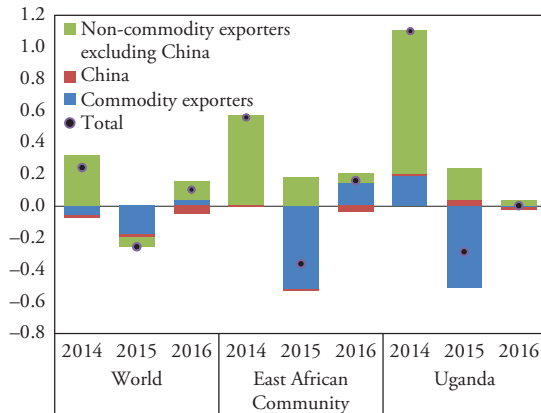 1.2
1.0
0.8
0.6
0.4
0.2
0.0
–0.2
–0.4
–0.6
–0.8
Non-commodity exporters
excluding China
China
Commodity exporters
Total
2014 2015 2016 2014 2015 2016 2014 2015 2016
World East African Uganda
Community